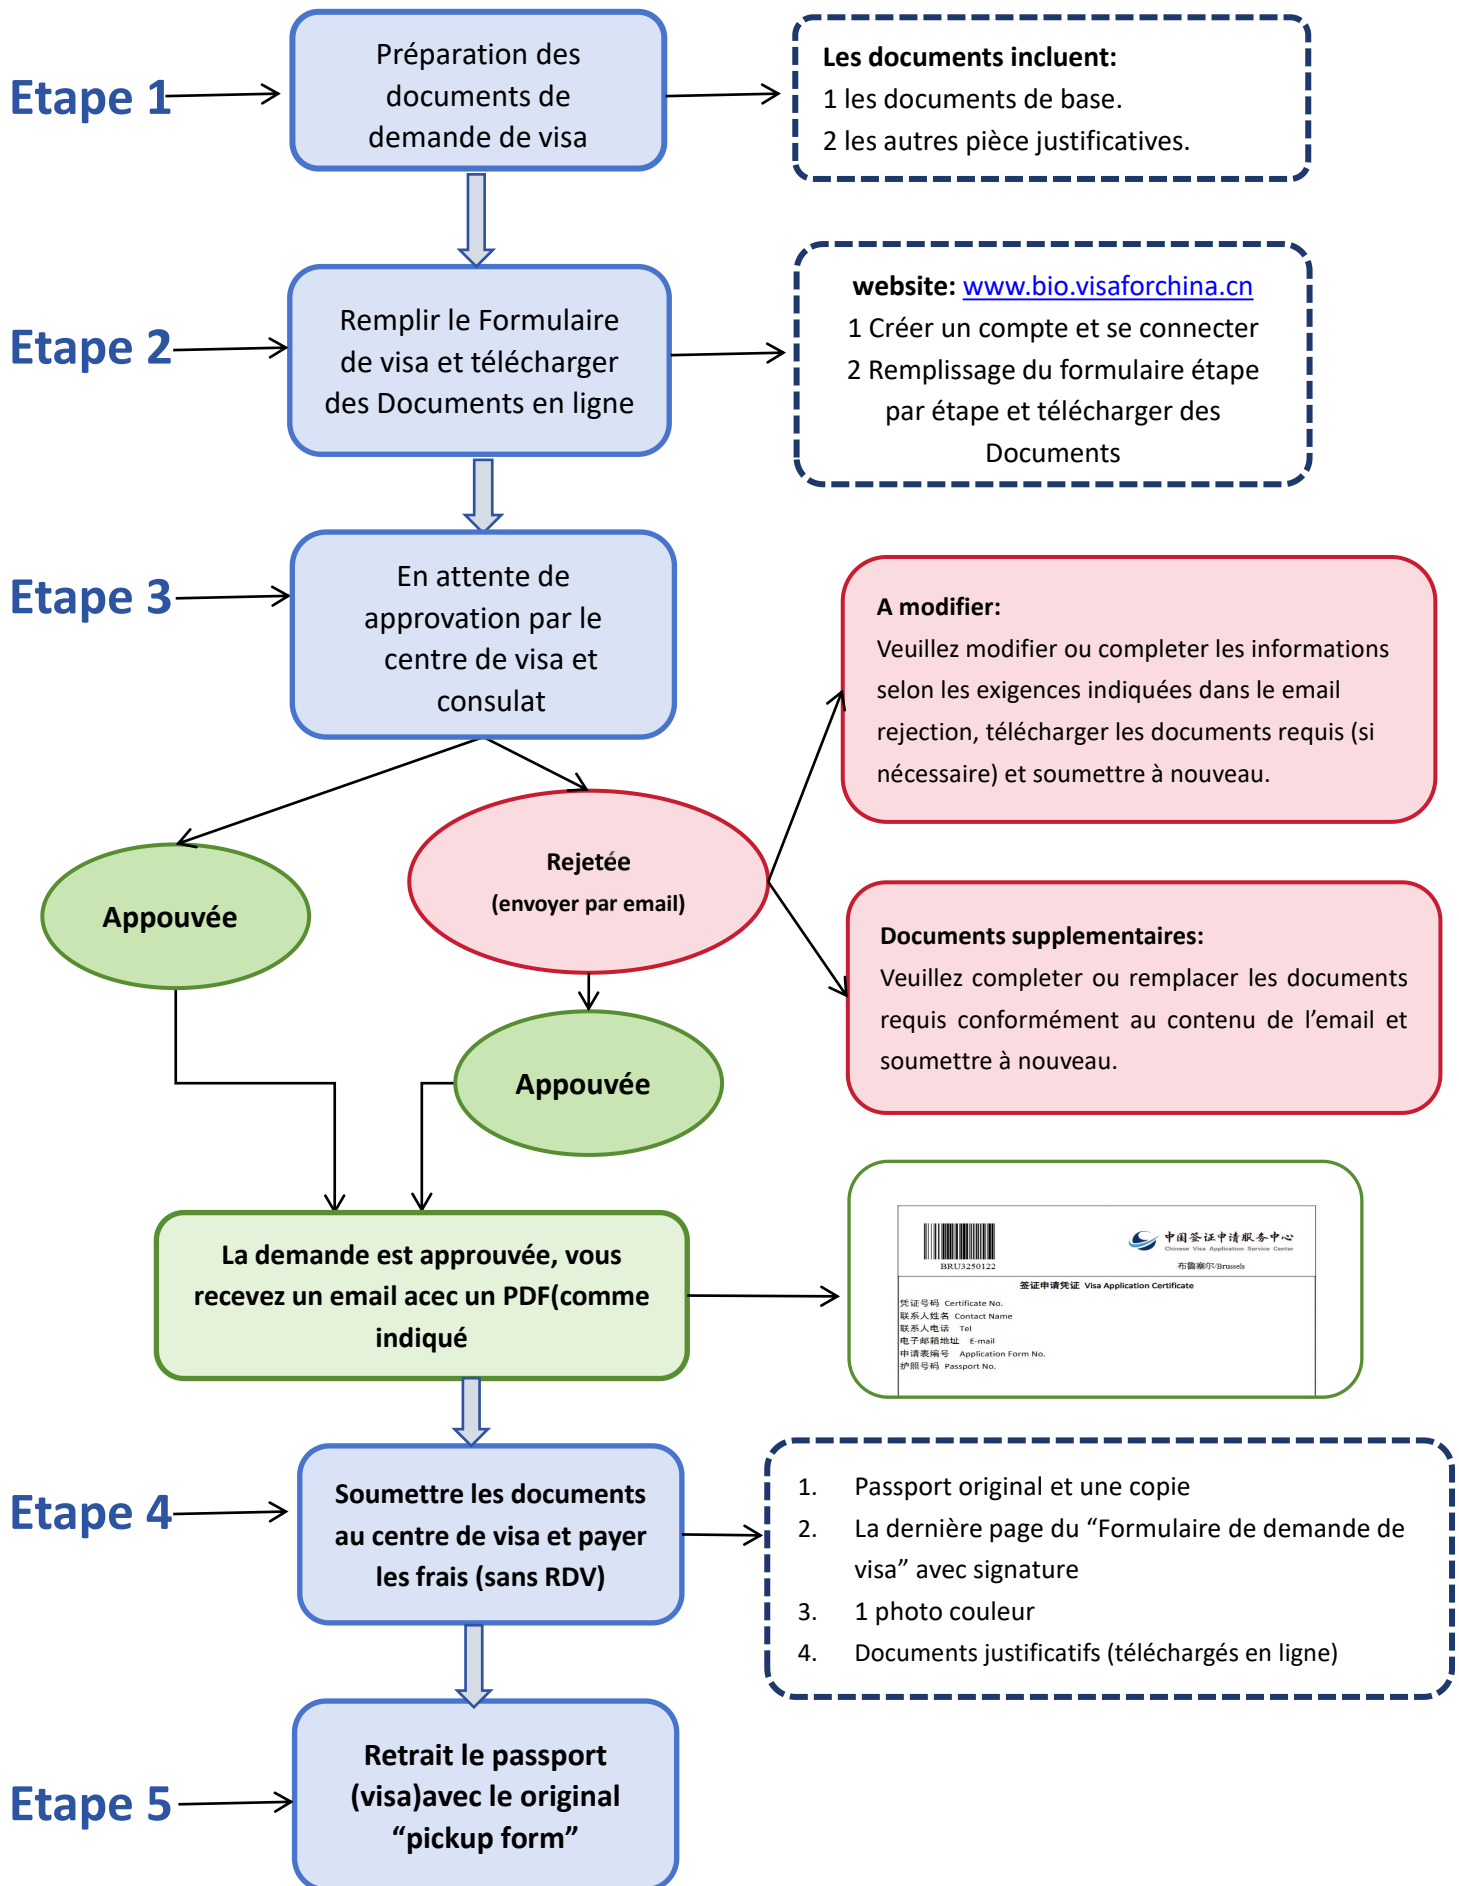 Etape 1
Préparation des
documents de
demande de visa
Les documents incluent:
1 les documents de base.
2 les autres pièce justificatives.
Etape 2
Remplir le Formulaire
de visa et télécharger
des Documents en ligne
website: www.bio.visaforchina.cn
1 Créer un compte et se connecter
2 Remplissage du formulaire étape
par étape et télécharger des
Documents
Etape 3
En attente de
approvation par le
centre de visa et
consulat
A modifier:
Veuillez modifier ou completer les informations
selon les exigences indiquées dans le email
rejection, télécharger les documents requis (si
nécessaire) et soumettre à nouveau.
Appouvée
Rejetée
(envoyer par email)
Documents supplementaires:
Veuillez completer ou remplacer les documents
requis conformément au contenu de l’email et
soumettre à nouveau.
Appouvée
La demande est approuvée, vous
recevez un email acec un PDF(comme
indiqué
BRU3250122
中国签证申请服务中心
Chinese Visa Application Service Center
布鲁塞尔/Brussels
签证申请凭证 Visa Application Certificate
凭证号码 Certificate No.
联系人姓名 Contact Name
联系人电话 Tel
电子邮箱地址 E-mail
申请表编号 Application Form No.
护照号码 Passport No.
Etape 4
Soumettre les documents
au centre de visa et payer
les frais (sans RDV)
1. Passport original et une copie
2. La dernière page du “Formulaire de demande de
visa” avec signature
3. 1 photo couleur
4. Documents justificatifs (téléchargés en ligne)
Etape 5
Retrait le passport
(visa)avec le original
“pickup form”